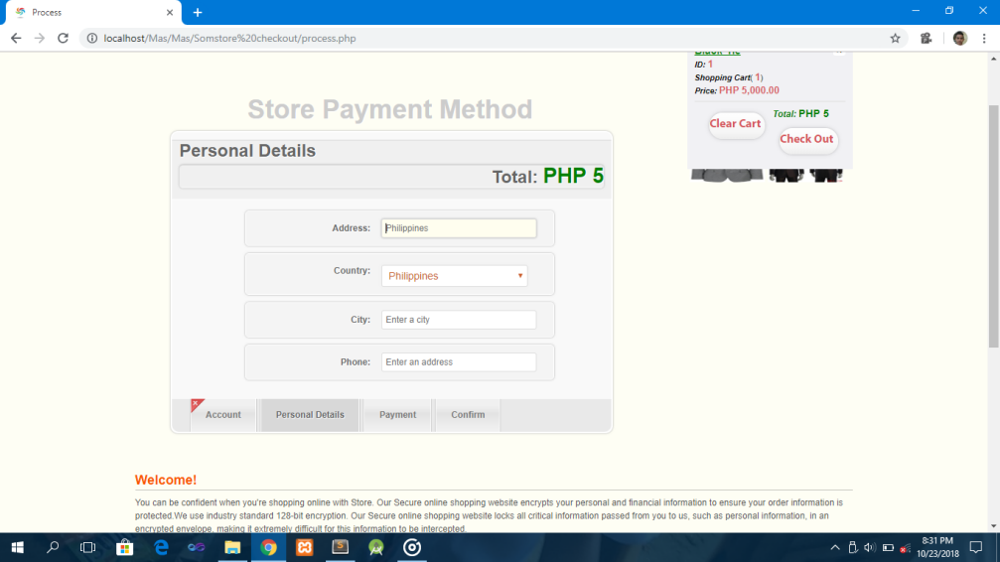 Process
localhost/Mas/Mas/Somstore%20checkout/process.php
Black Tie
ID: 1
Shopping Cart( 1)
Price: PHP 5,000.00
Total: PHP 5
Clear Cart
Check Out
Store Payment Method
Personal Details
Total: PHP 5
Address: Philippines
Country: Philippines
City: Enter a city
Phone: Enter an address
Account Personal Details Payment Confirm
Welcome!
You can be confident when you're shopping online with Store. Our Secure online shopping website encrypts your personal and financial information to ensure your order information is
protected.We use industry standard 128-bit encryption. Our Secure online shopping website locks all critical information passed from you to us, such as personal information, in an
encrypted envelope, making it extremely difficult for this information to be intercepted.
8:31 PM
10/23/2018